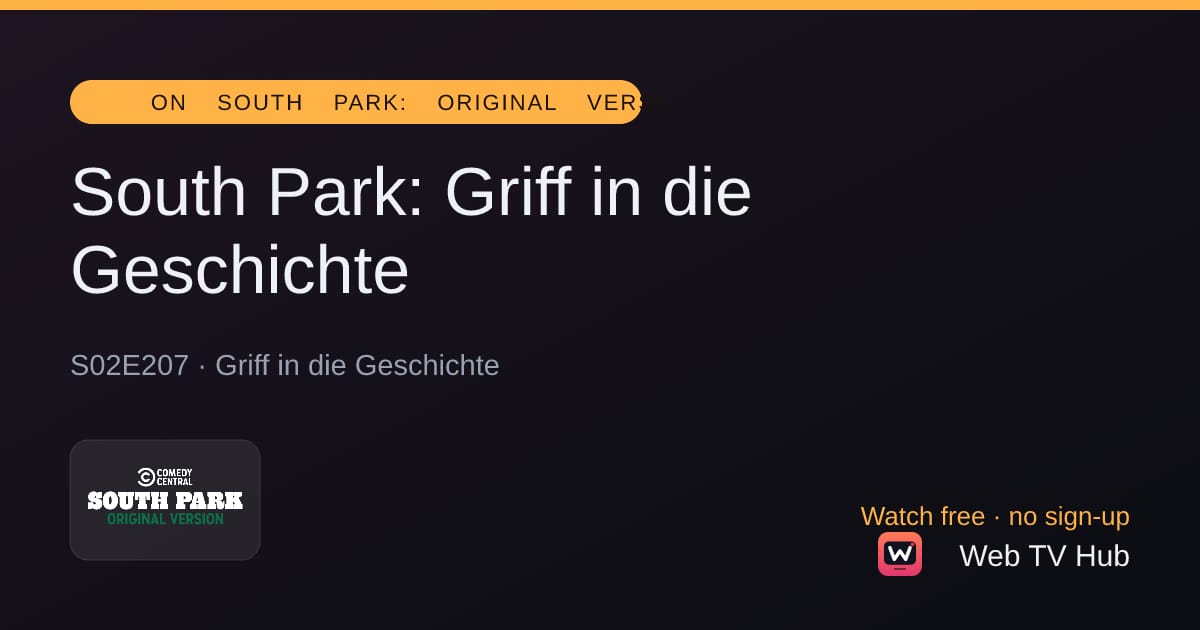 ON SOUTH PARK: ORIGINAL
South Park: Griff in die
Geschichte
S02E207 · Griff in die Geschichte
COMEDY
CENTRAL
SOUTH PARK
ORIGINAL VERSION
Watch free · no sign-up
Web TV Hub